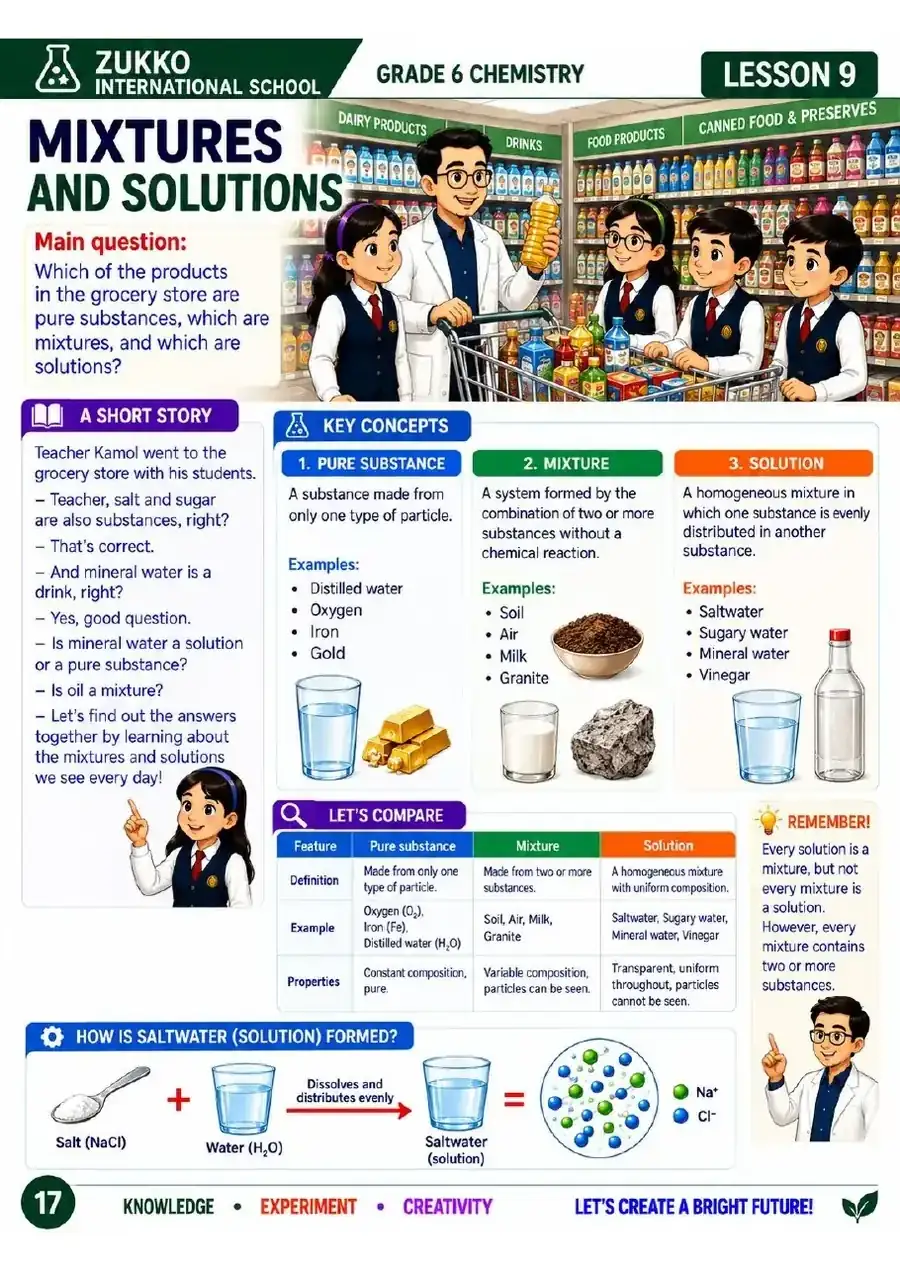 ZUKKO
INTERNATIONAL SCHOOL
GRADE 6 CHEMISTRY
LESSON 9
MIXTURES
AND SOLUTIONS
Main question:
Which of the products
in the grocery store are
pure substances, which are
mixtures, and which are
solutions?
DAIRY PRODUCTS
DRINKS
FOOD PRODUCTS
CANNED FOOD & PRESERVES
A SHORT STORY
Teacher Kamol went to the
grocery store with his students.
– Teacher, salt and sugar
are also substances, right?
– That's correct.
– And mineral water is a
drink, right?
– Yes, good question.
– Is mineral water a solution
or a pure substance?
– Is oil a mixture?
– Let's find out the answers
together by learning about
the mixtures and solutions
we see every day!
KEY CONCEPTS
1. PURE SUBSTANCE
A substance made from
only one type of particle.
Examples:
• Distilled water
• Oxygen
• Iron
• Gold
2. MIXTURE
A system formed by the
combination of two or more
substances without a
chemical reaction.
Examples:
• Soil
• Air
• Milk
• Granite
3. SOLUTION
A homogeneous mixture in
which one substance is evenly
distributed in another
substance.
Examples:
• Saltwater
• Sugary water
• Mineral water
• Vinegar
LET'S COMPARE
Feature Pure substance Mixture Solution
Definition
Made from only one
type of particle.
Made from two or more
substances.
A homogeneous mixture
with uniform composition.
Example
Oxygen (O₂),
Iron (Fe),
Distilled water (H₂O)
Soil, Air, Milk,
Granite
Saltwater, Sugary water,
Mineral water, Vinegar
Properties
Constant composition,
pure.
Variable composition,
particles can be seen.
Transparent, uniform
throughout, particles
cannot be seen.
REMEMBER!
Every solution is a
mixture, but not
every mixture is
a solution.
However, every
mixture contains
two or more
substances.
HOW IS SALTWATER (SOLUTION) FORMED?
Salt (NaCl)
+
Water (H₂O)
Dissolves and
distributes evenly
Saltwater
(solution)
=
Na⁺
Cl⁻
17
KNOWLEDGE • EXPERIMENT • CREATIVITY
LET'S CREATE A BRIGHT FUTURE!